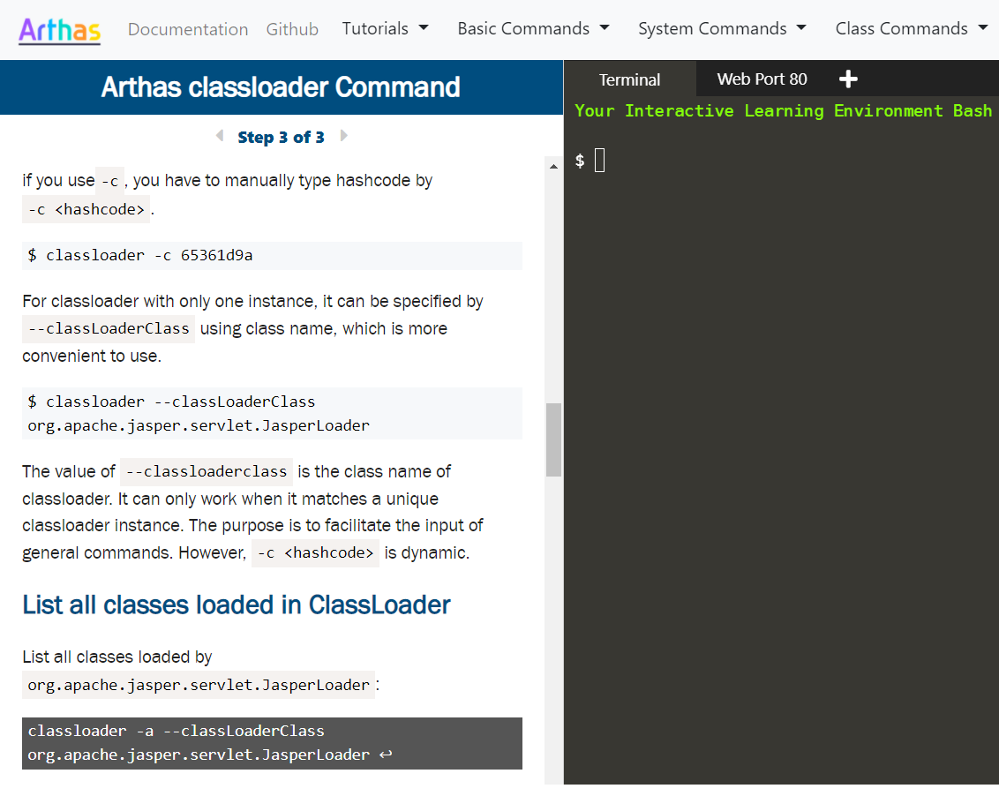 Arthas Documentation Github Tutorials Basic Commands System Commands Class Commands
Arthas classloader Command
Step 3 of 3
if you use -c , you have to manually type hashcode by
-c <hashcode> .
$ classloader -c 65361d9a
For classloader with only one instance, it can be specified by
--classLoaderClass using class name, which is more
convenient to use.
$ classloader --classLoaderClass
org.apache.jasper.servlet.JasperLoader
The value of --classloaderclass is the class name of
classloader. It can only work when it matches a unique
classloader instance. The purpose is to facilitate the input of
general commands. However, -c <hashcode> is dynamic.
List all classes loaded in ClassLoader
List all classes loaded by
org.apache.jasper.servlet.JasperLoader :
classloader -a --classLoaderClass
org.apache.jasper.servlet.JasperLoader ↩
Terminal Web Port 80 +
Your Interactive Learning Environment Bash
$